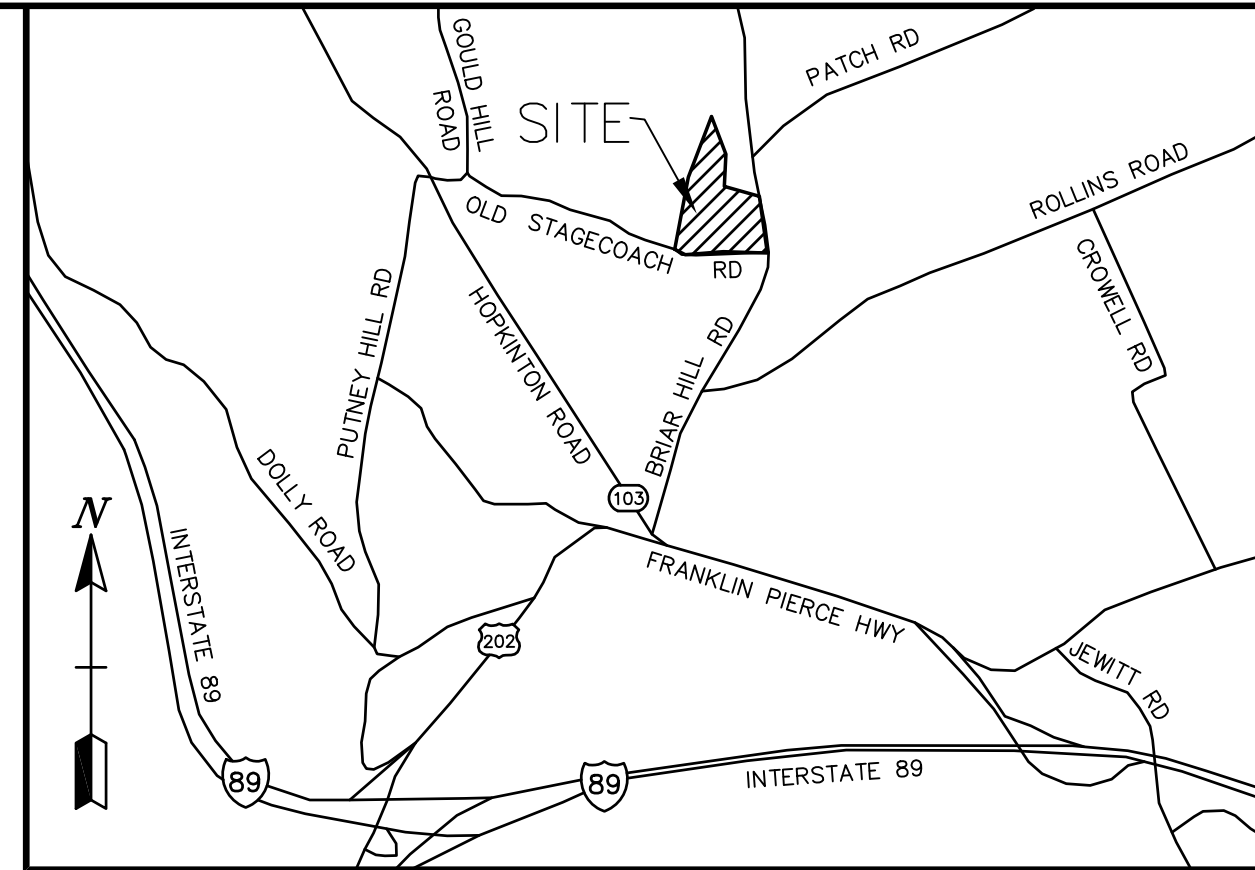 GOULD HILL
ROAD
PATCH RD
SITE
ROLLINS ROAD
OLD STAGECOACH
RD
CROWELL RD
PUTNEY HILL RD
HOPKINTON ROAD
BRIAR HILL RD
DOLLY ROAD
103
N
INTERSTATE 89
FRANKLIN PIERCE HWY
202
JEWITT RD
89
89
INTERSTATE 89